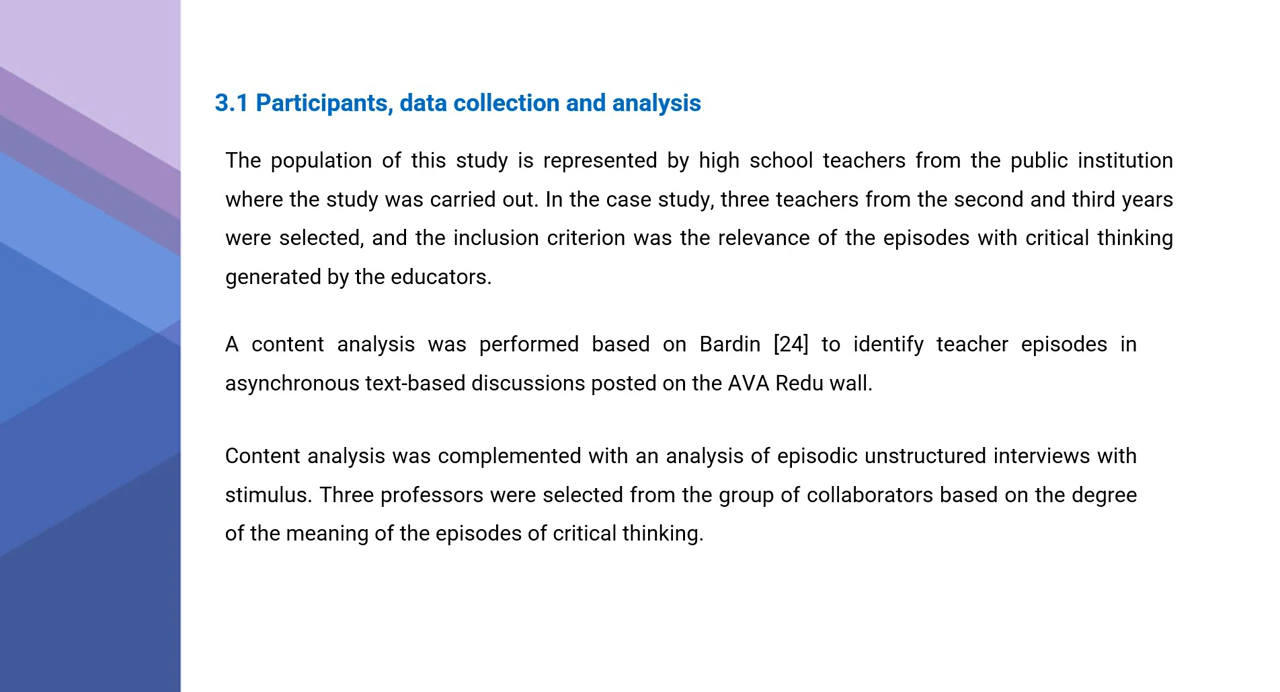 3.1 Participants, data collection and analysis
The population of this study is represented by high school teachers from the public institution
where the study was carried out. In the case study, three teachers from the second and third years
were selected, and the inclusion criterion was the relevance of the episodes with critical thinking
generated by the educators.
A content analysis was performed based on Bardin [24] to identify teacher episodes in
asynchronous text-based discussions posted on the AVA Redu wall.
Content analysis was complemented with an analysis of episodic unstructured interviews with
stimulus. Three professors were selected from the group of collaborators based on the degree
of the meaning of the episodes of critical thinking.